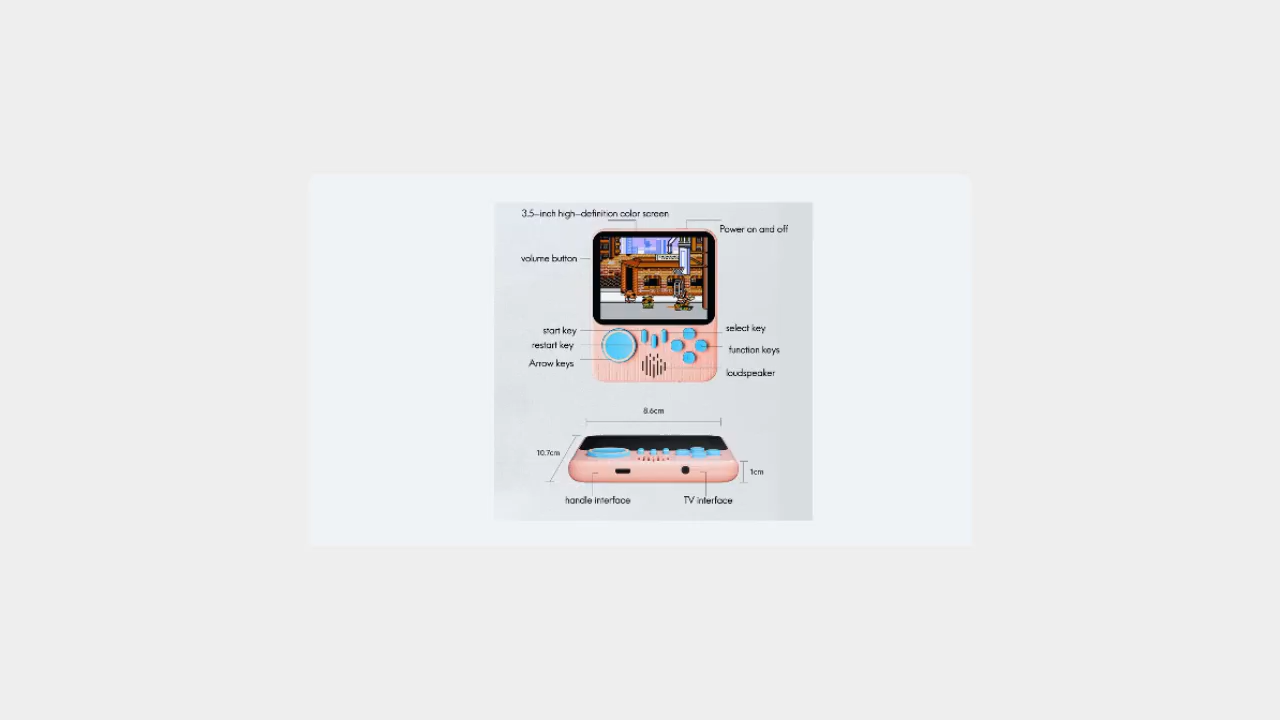 3.5-inch high-definition color screen
Power on and off
volume button
start key
select key
restart key
function keys
Arrow keys
loudspeaker
8.6cm
10.7cm
1cm
handle interface
TV interface